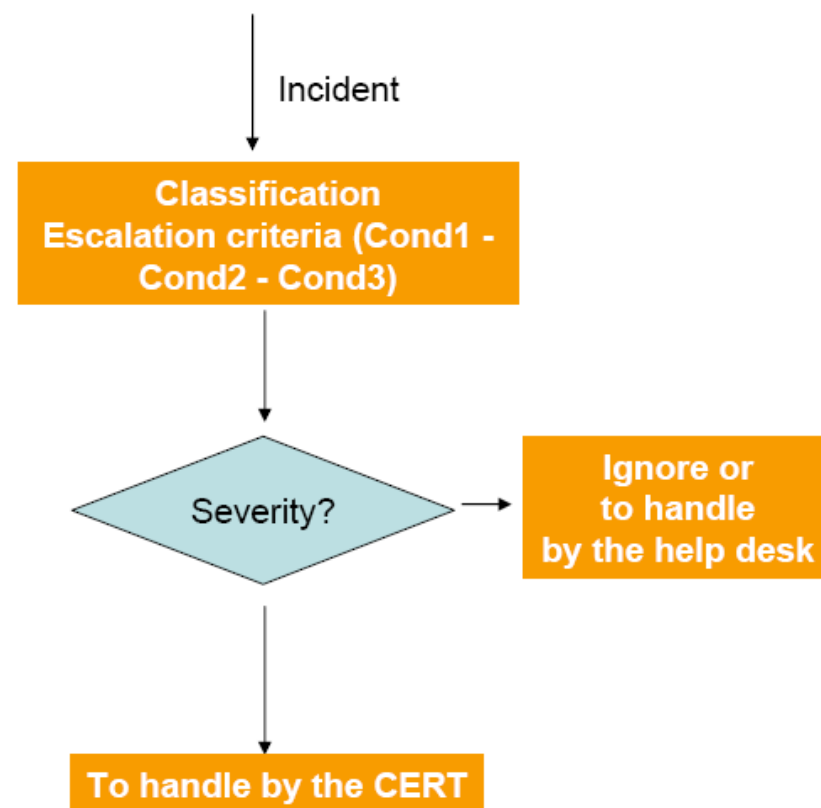 Incident
Classification
Escalation criteria (Cond1 -
Cond2 - Cond3)
Severity?
Ignore or
to handle
by the help desk
To handle by the CERT